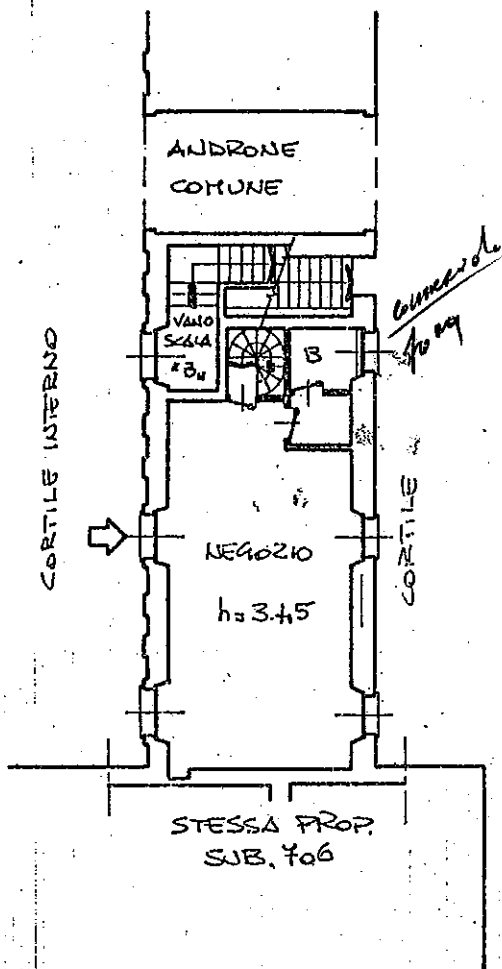 ANDRONE
COMUNE
VANO
SCALA
"B"
B
CORTILE INTERNO
NEGOZIO
h=3.45
CORTILE
STESSA PROP.
SUB. 706